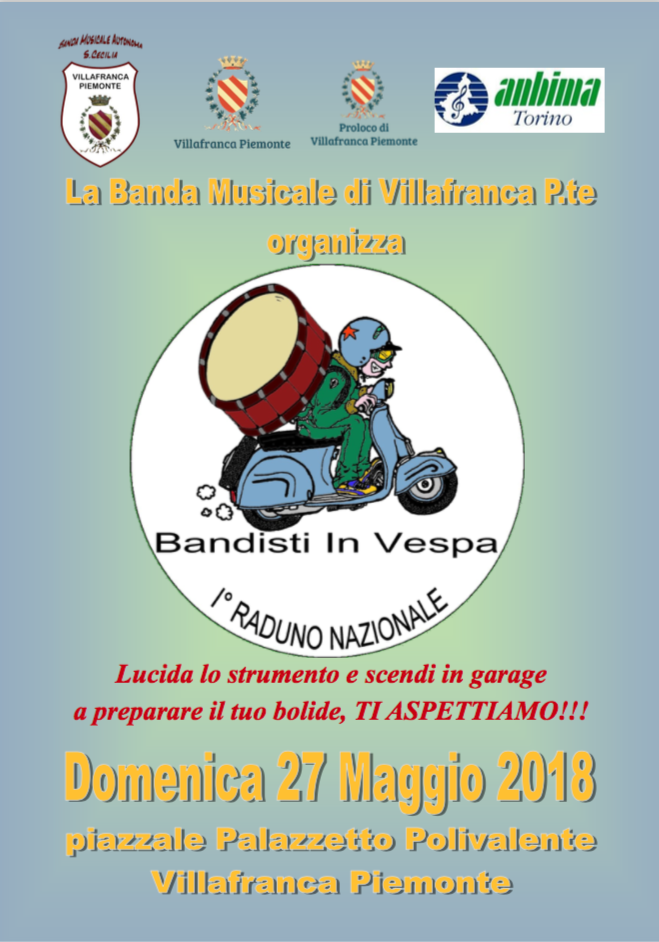 BANDA MUSICALE AUTONOMA
S. CECILIA
VILLAFRANCA
PIEMONTE
Villafranca Piemonte
Proloco di
Villafranca Piemonte
anbima
Torino
La Banda Musicale di Villafranca P.te
organizza
Bandisti In Vespa
I° RADUNO NAZIONALE
Lucida lo strumento e scendi in garage
a preparare il tuo bolide, TI ASPETTIAMO!!!
Domenica 27 Maggio 2018
piazzale Palazzetto Polivalente
Villafranca Piemonte